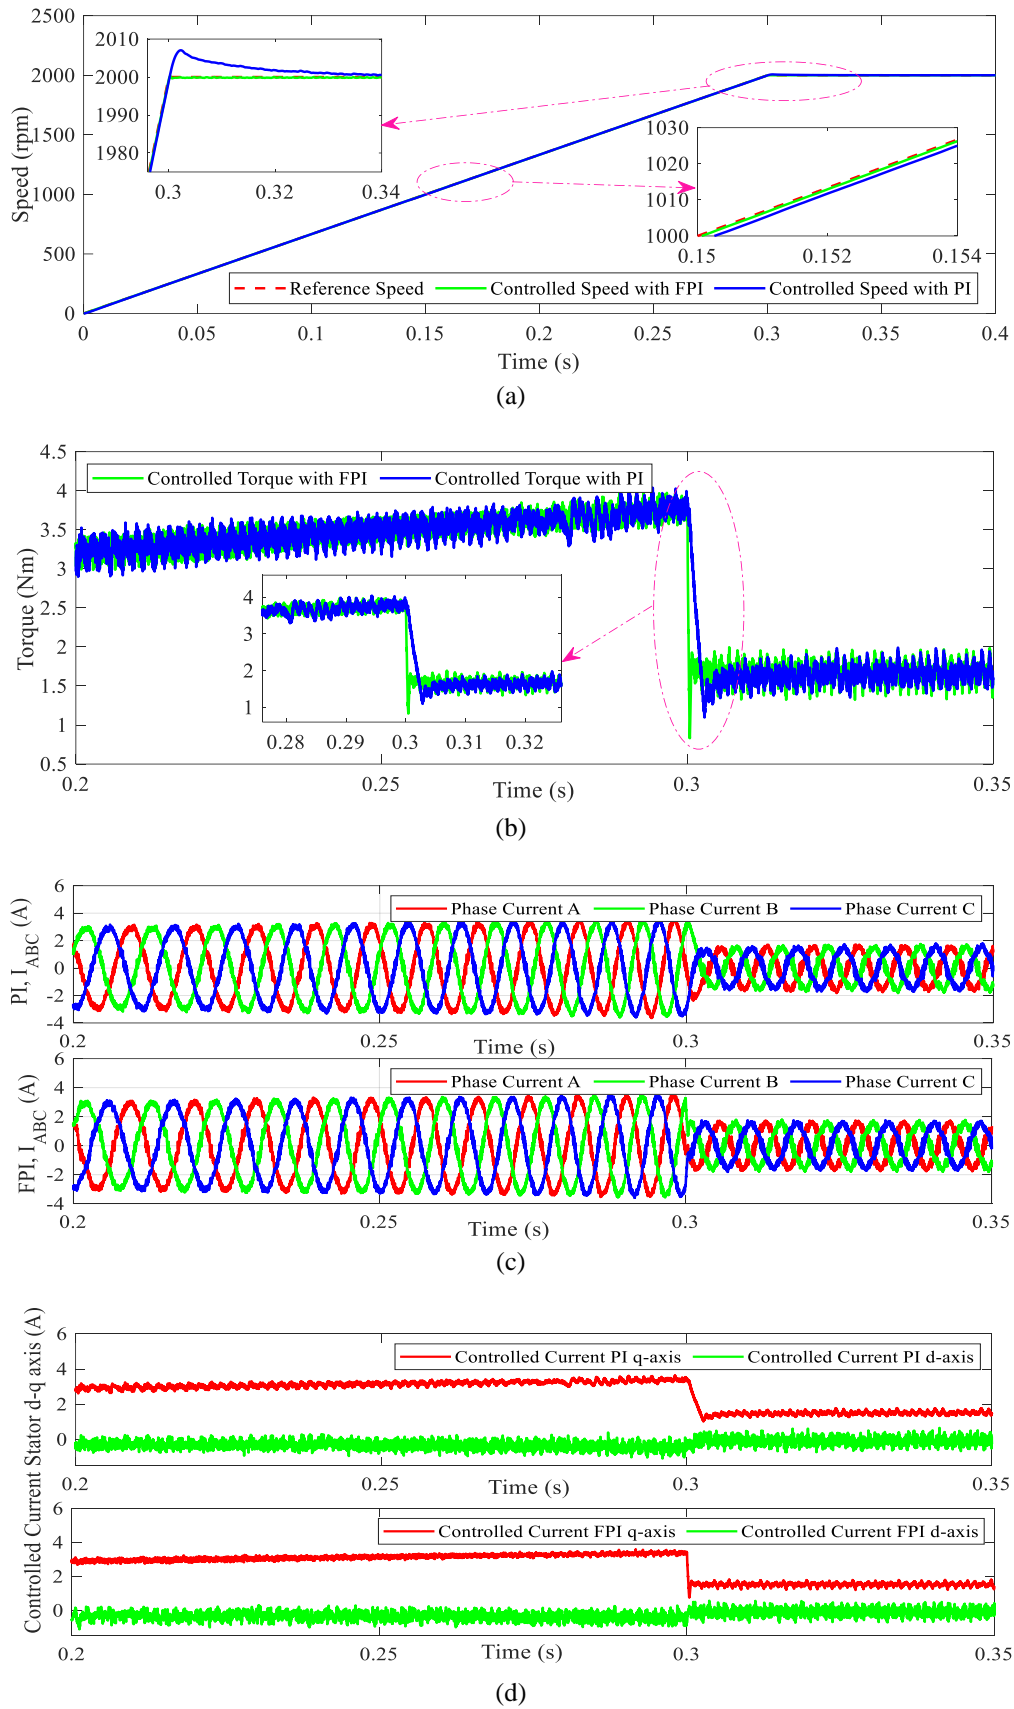 2500
2000
1500
1000
500
0
Speed (rpm)
2010
2000
1990
1980
0.3
0.32
0.34
1030
1020
1010
1000
0.15
0.152
0.154
Reference Speed
Controlled Speed with FPI
Controlled Speed with PI
0
0.05
0.1
0.15
0.2
0.25
0.3
0.35
0.4
Time (s)
(a)
4.5
4
3.5
3
2.5
2
1.5
1
0.5
Torque (Nm)
Controlled Torque with FPI
Controlled Torque with PI
4
3
2
1
0.28
0.29
0.3
0.31
0.32
0.2
0.25
0.3
0.35
Time (s)
(b)
6
4
2
0
-2
-4
PI, I_ABC (A)
Phase Current A
Phase Current B
Phase Current C
0.2
0.25
0.3
0.35
Time (s)
6
4
2
0
-2
-4
FPI, I_ABC (A)
Phase Current A
Phase Current B
Phase Current C
0.2
0.25
0.3
0.35
Time (s)
(c)
Controlled Current Stator d-q axis (A)
6
4
2
0
Controlled Current PI q-axis
Controlled Current PI d-axis
0.2
0.25
0.3
0.35
Time (s)
6
4
2
0
Controlled Current FPI q-axis
Controlled Current FPI d-axis
0.2
0.25
0.3
0.35
Time (s)
(d)